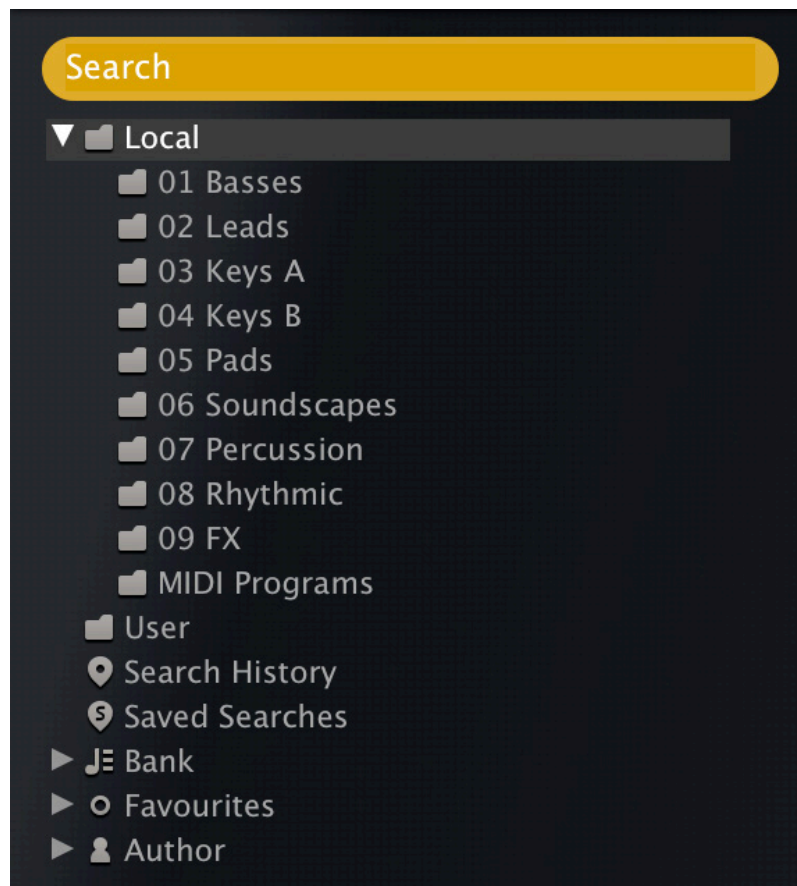 Search
Local
01 Basses
02 Leads
03 Keys A
04 Keys B
05 Pads
06 Soundscapes
07 Percussion
08 Rhythmic
09 FX
MIDI Programs
User
Search History
Saved Searches
Bank
Favourites
Author